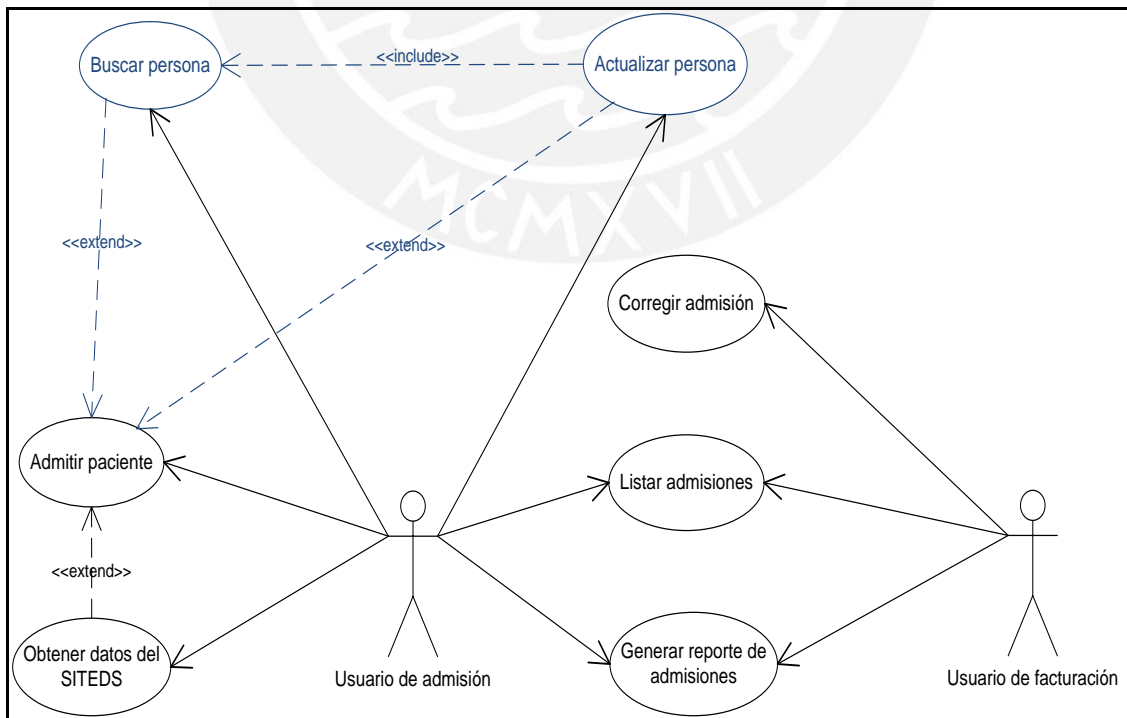 Buscar persona
<<include>>
Actualizar persona
MCMXVII
<<extend>>
<<extend>>
Corregir admisión
Admitir paciente
Listar admisiones
<<extend>>
Obtener datos del
SITEDS
Usuario de admisión
Generar reporte de
admisiones
Usuario de facturación